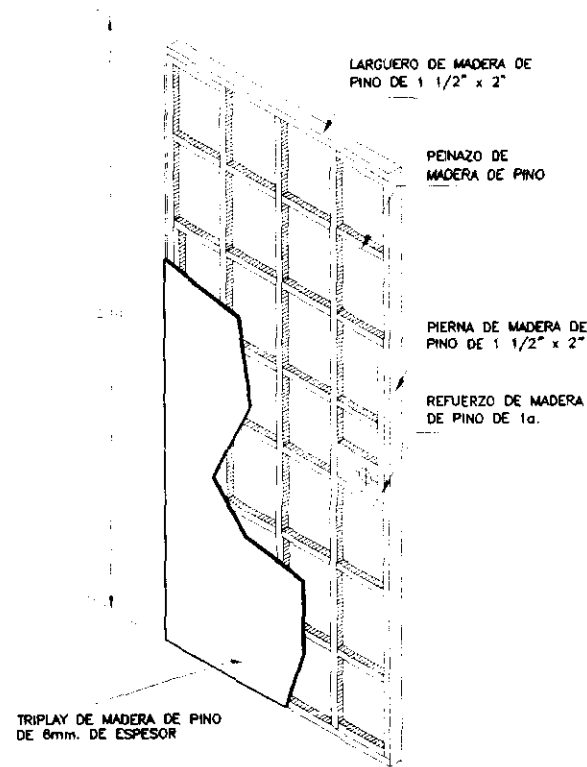 LARGUERO DE MADERA DE
PINO DE 1 1/2" x 2"
PEINAZO DE
MADERA DE PINO
PIERNA DE MADERA DE
PINO DE 1 1/2" x 2"
REFUERZO DE MADERA
DE PINO DE 1a.
TRIPLAY DE MADERA DE PINO
DE 6mm. DE ESPESOR